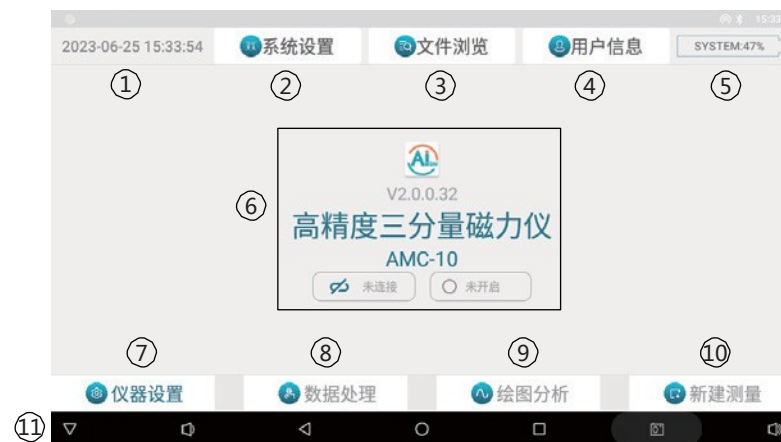 15:33
2023-06-25 15:33:54 系统设置 文件浏览 用户信息 SYSTEM:47%
① ② ③ ④ ⑤
⑥
AI
V2.0.0.32
高精度三分量磁力仪
AMC-10
未连接 未开启
⑦ ⑧ ⑨ ⑩
仪器设置 数据处理 绘图分析 新建测量
⑪